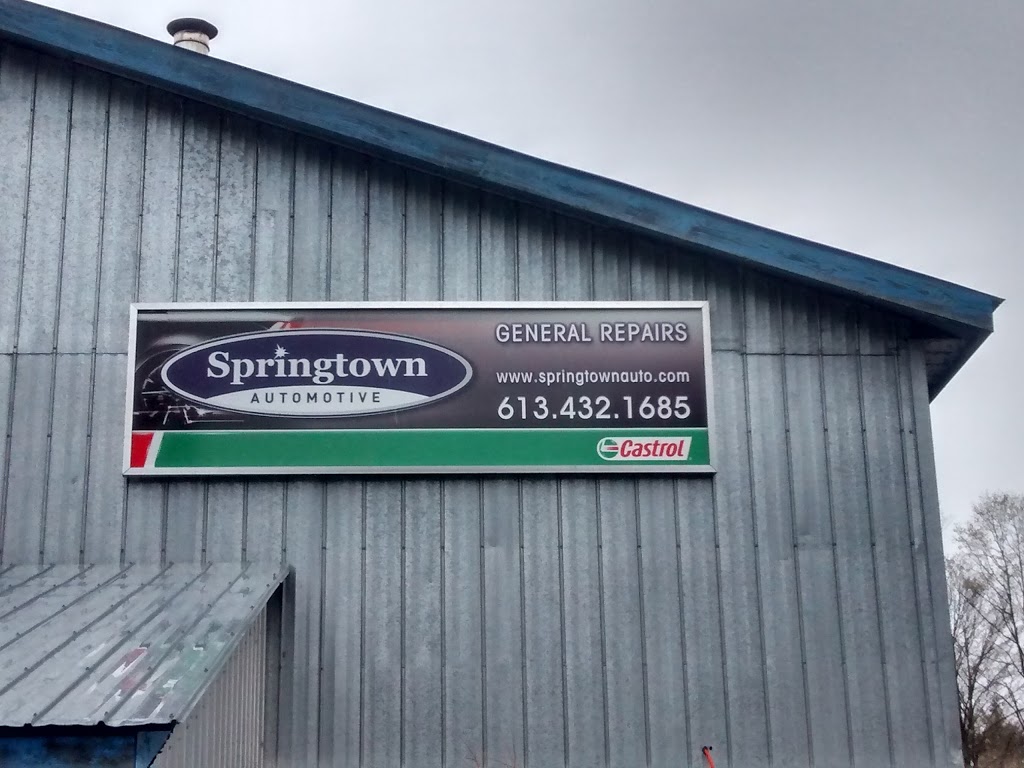 Springtown
AUTOMOTIVE
GENERAL REPAIRS
www.springtownauto.com
613.432.1685
Castrol